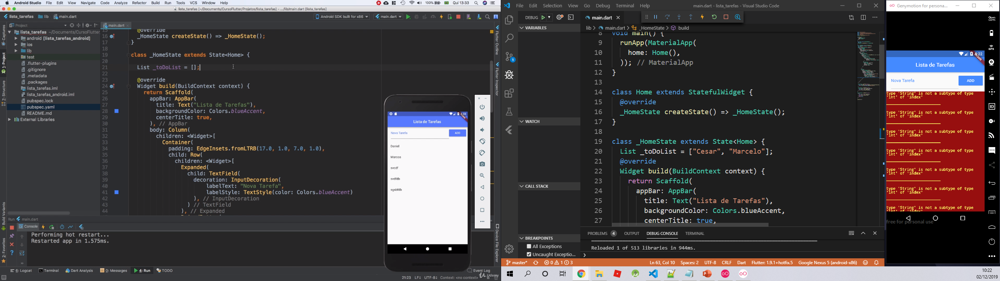 Android Studio File Edit View Navigate Code Analyze Refactor Build Run Tools VCS Window Help 100% Qui 13:33
lista_tarefas [~/Documents/CursoFlutter/Projetos/lista_tarefas] - .../lib/main.dart [lista_tarefas]
lista_tarefas lib main.dart Android SDK built for x86 main.dart
Project main.dart
Captures
1: Project
Z: Structure
Build Variants
2: Favorites
lista_tarefas ~/Documents/CursoFlutter
android [lista_tarefas_android]
ios
lib
test
.flutter-plugins
.gitignore
.metadata
.packages
lista_tarefas.iml
lista_tarefas_android.iml
pubspec.lock
pubspec.yaml
README.md
External Libraries
15 @override
16 _HomeState createState() => _HomeState();
17 }
18
19 class _HomeState extends State<Home> {
20
21 List _toDoList = [];
22
23 @override
24 Widget build(BuildContext context) {
25 return Scaffold(
26 appBar: AppBar(
27 title: Text("Lista de Tarefas"),
28 backgroundColor: Colors.blueAccent,
29 centerTitle: true,
30 ), // AppBar
31 body: Column(
32 children: <Widget>[
33 Container(
34 padding: EdgeInsets.fromLTRB(17.0, 1.0, 7.0, 1.0),
35 child: Row(
36 children: <Widget>[
37 Expanded(
38 child: TextField(
39 decoration: InputDecoration(
40 labelText: "Nova Tarefa",
41 labelStyle: TextStyle(color: Colors.blueAccent)
42 ), // InputDecoration
43 ) // TextField
44 ), // Expanded
Flutter Outline
Flutter Inspector
Device File Explorer
Lista de Tarefas
Nova Tarefa ADD
Daniel
Marcos
svcdf
svdfdb
sgsbfdb
Run main.dart
Console
Performing hot restart...
Restarted app in 1.575ms.
6: Logcat Terminal Dart Analysis 0: Messages 4: Run TODO Event Log
21:23 LF÷ UTF-8÷ Context: <no context>
Udemy
File Edit Selection View Go Debug Terminal Help main.dart - lista_tarefas - Visual Studio Code
DEBUG main.dart
VARIABLES
WATCH
CALL STACK
BREAKPOINTS
All Exceptions
Uncaught Exceptio...
1
lib > main.dart > _HomeState > build
8 void main() {
9 runApp(MaterialApp(
10 home: Home(),
11 )); // MaterialApp
12 }
13
14 class Home extends StatefulWidget {
15 @override
16 _HomeState createState() => _HomeState();
17 }
18
19 class _HomeState extends State<Home> {
20 List _toDoList = ["Cesar", "Marcelo"];
21 @override
22 Widget build(BuildContext context) {
23 return Scaffold(
24 appBar: AppBar(
25 title: Text("Lista de Tarefas"),
26 backgroundColor: Colors.blueAccent,
27 centerTitle: true,
PROBLEMS 4 OUTPUT DEBUG CONSOLE TERMINAL
Reloaded 1 of 513 libraries in 944ms.
master* 0 1 3 Ln 63, Col 10 Spaces: 2 UTF-8 CRLF Dart Flutter: 1.9.1+hotfix.5 Google Nexus 5 (android-x86)
Genymotion for persona...
Open GAPPS
GPS
ID
8:22
DEBUG
Lista de Tarefas
Nova Tarefa ADD
type 'String' is not a subtype of type
'int' of 'index'
type 'String' is not a subtype of type
'int' of 'index'
type 'String' is not a subtype of type
'int' of 'index'
type 'String' is not a subtype of type
'int' of 'index'
type 'String' is not a subtype of type
'int' of 'index'
type 'String' is not a subtype of type
'int' of 'index'
type 'String' is not a subtype of type
'int' of 'index'
free for personal use
10:22
02/12/2019